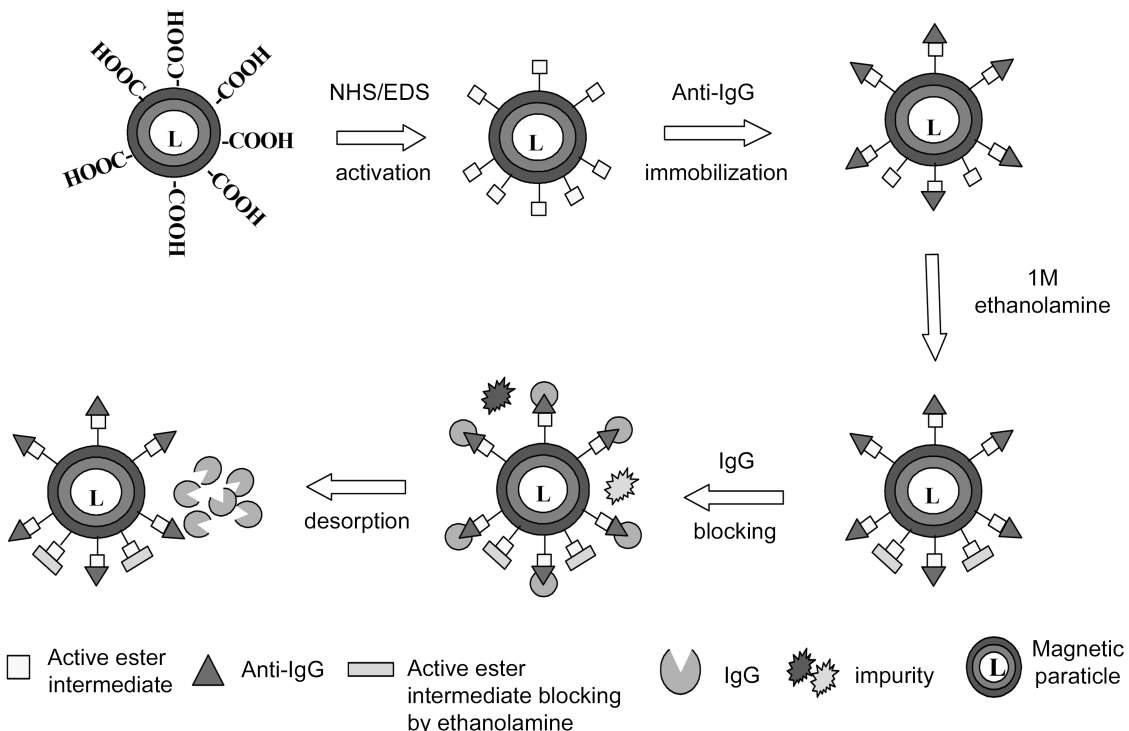 HOOC
COOH
COOH
L
COOH
HOOC
COOH
COOH
NHS/EDS
activation
L
Anti-IgG
immobilization
L
1M
ethanolamine
L
IgG
blocking
L
desorption
L
Active ester
intermediate
Anti-IgG
Active ester
intermediate blocking
by ethanolamine
IgG
impurity
L
Magnetic
paraticle